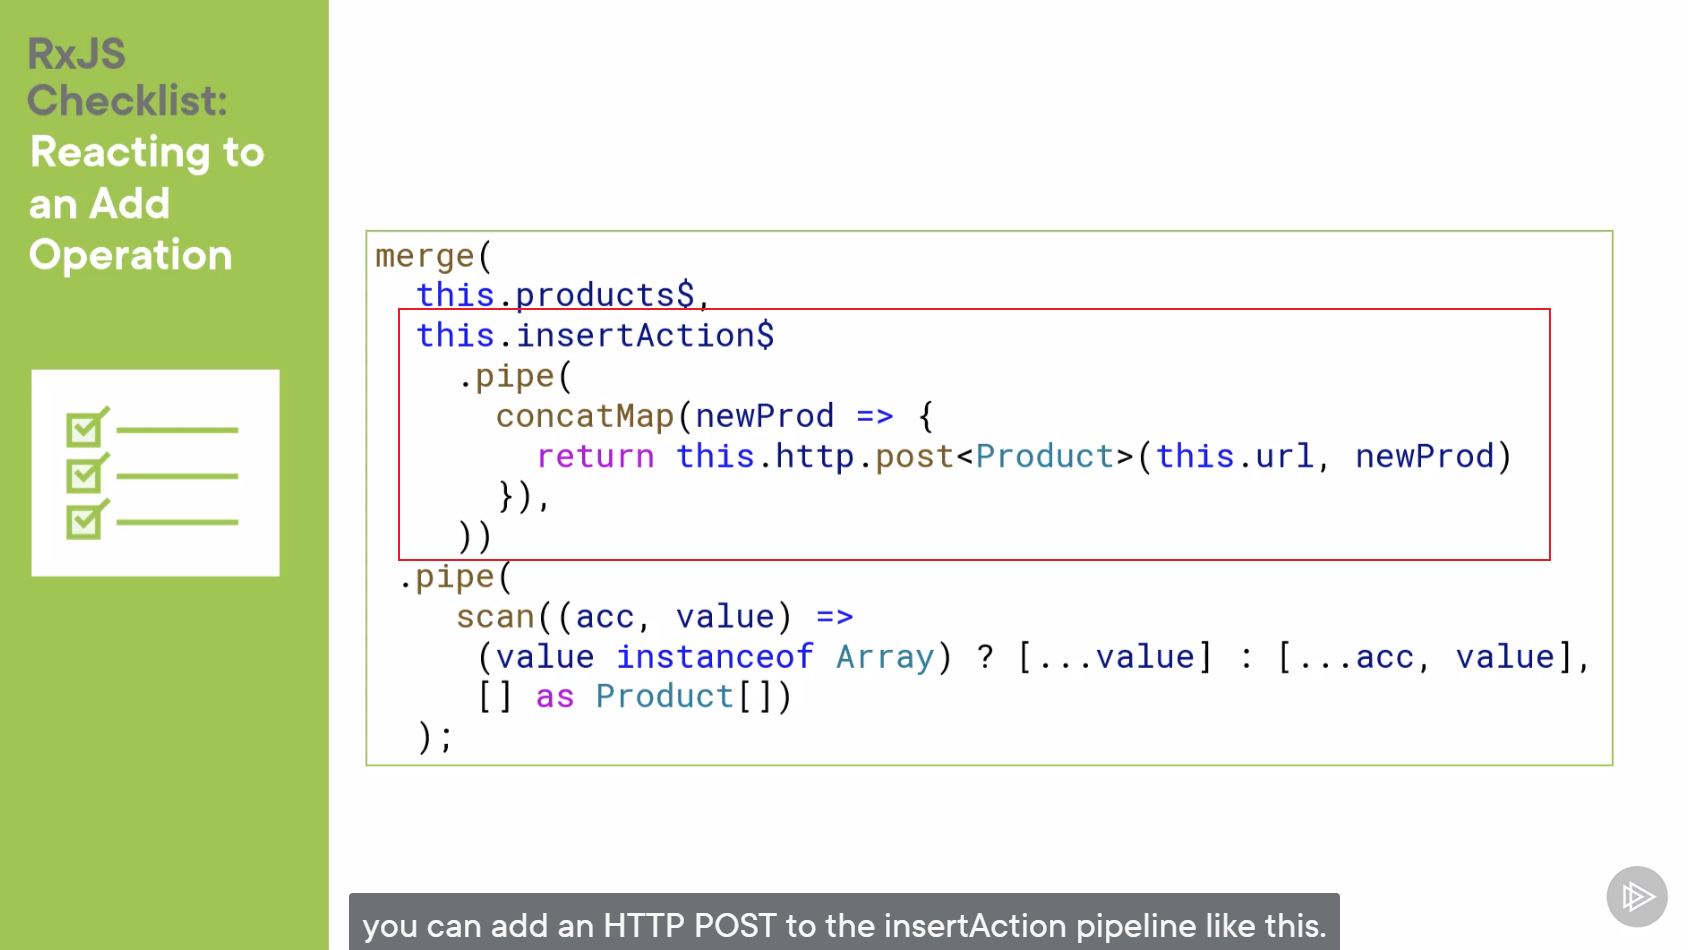 RxJS
Checklist:
Reacting to
an Add
Operation
merge(
  this.products$,
  this.insertAction$
    .pipe(
      concatMap(newProd => {
        return this.http.post<Product>(this.url, newProd)
      }),
    ))
 .pipe(
    scan((acc, value) =>
     (value instanceof Array) ? [...value] : [...acc, value],
     [] as Product[])
  );
you can add an HTTP POST to the insertAction pipeline like this.